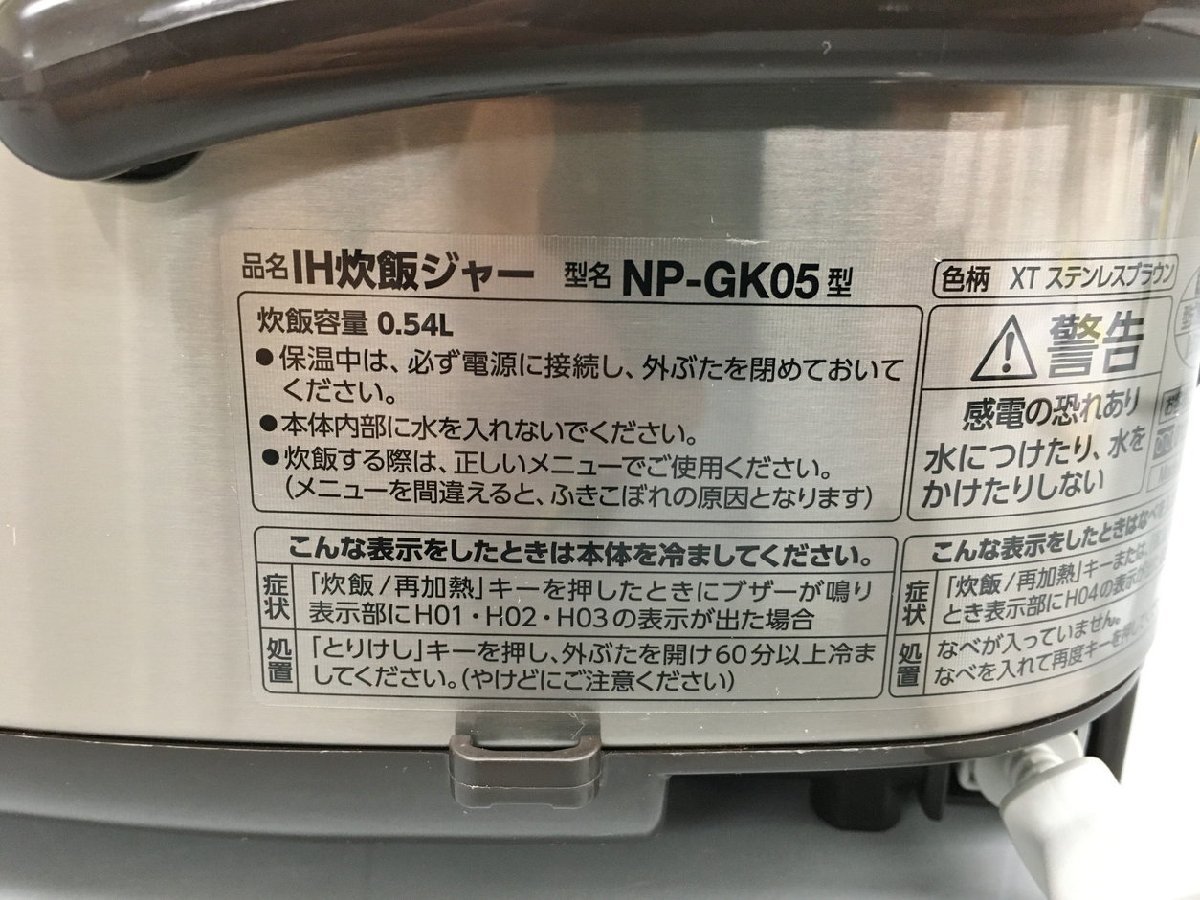 品名 IH炊飯ジャー 型名 NP-GK05型
炊飯容量 0.54L
●保温中は、必ず電源に接続し、外ぶたを閉めておいて
ください。
●本体内部に水を入れないでください。
●炊飯する際は、正しいメニューでご使用ください。
（メニューを間違えると、ふきこぼれの原因となります）
色柄 XT ステンレスブラウン
警告
感電の恐れあり
水につけたり、水を
かけたりしない
こんな表示をしたときは本体を冷ましてください。
症状
「炊飯/再加熱」キーを押したときにブザーが鳴り
表示部にH01・H02・H03の表示が出た場合
処置
「とりけし」キーを押し、外ぶたを開け60分以上冷ま
してください。（やけどにご注意ください）
こんな表示をしたときはなべを
症状
「炊飯/再加熱」キーまたは、
とき表示部にH04の表示が
処置
なべが入っていません。
なべを入れて再度キーを押し